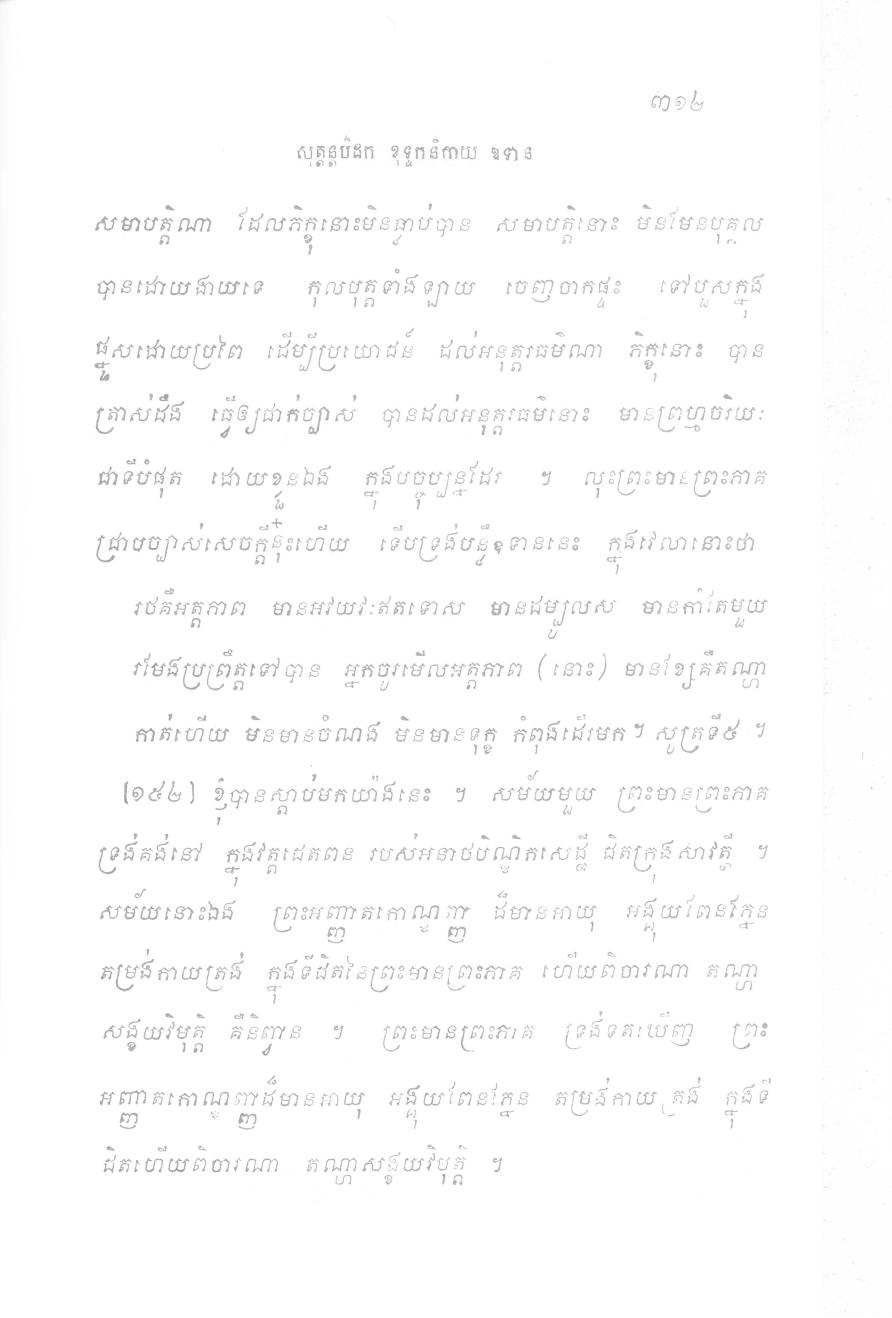 ៣១២
សុត្តន្តបិដក ខុទ្ទកនិកាយ ឧទាន
សមាបត្តិណា ដែលភិក្ខុនោះមិនធ្លាប់បាន សមាបត្តិនោះ មិនមែនបុគ្គល
បានដោយងាយទេ កុលបុត្តទាំងឡាយ ចេញចាកផ្ទះ ទៅបួសក្នុង
ផ្នួសដោយប្រពៃ ដើម្បីប្រយោជន៍ ដល់អនុត្តរធម៌ណា ភិក្ខុនោះ បាន
ត្រាស់ដឹង ធ្វើឲ្យជាក់ច្បាស់ បានដល់អនុត្តរធម៌នោះ មានព្រហ្មចរិយៈ
ជាទីបំផុត ដោយខ្លួនឯង ក្នុងបច្ចុប្បន្នដែរ ។ លុះព្រះមានព្រះភាគ
ជ្រាបច្បាស់សេចក្តីនុ៎ះហើយ ទើបទ្រង់បន្លឺឧទាននេះ ក្នុងវេលានោះថា
រថគឺអត្តភាព មានអវយវៈឥតទោស មានដម្បូលស មានកាំតែមួយ
រមែងប្រព្រឹត្តទៅបាន អ្នកចូរមើលអត្តភាព (នោះ) មានខ្សែគឺតណ្ហា
កាត់ហើយ មិនមានចំណង មិនមានទុក្ខ កំពុងដើរមក។ សូត្រទី៥ ។
[១៥២] ខ្ញុំបានស្តាប់មកយ៉ាងនេះ ។ សម័យមួយ ព្រះមានព្រះភាគ
ទ្រង់គង់នៅ ក្នុងវត្តជេតពន របស់អនាថបិណ្ឌិកសេដ្ឋី ជិតក្រុងសាវត្ថី ។
សម័យនោះឯង ព្រះអញ្ញាតកោណ្ឌញ្ញ ដ៏មានអាយុ អង្គុយពែនភ្នែន
តម្រង់កាយត្រង់ ក្នុងទីជិតនៃព្រះមានព្រះភាគ ហើយពិចារណា តណ្ហា
សង្ខយវិមុត្តិ គឺនិព្វាន ។ ព្រះមានព្រះភាគ ទ្រង់ទតឃើញ ព្រះ
អញ្ញាតកោណ្ឌញ្ញដ៏មានអាយុ អង្គុយពែនភ្នែន តម្រង់កាយត្រង់ ក្នុងទី
ជិតហើយពិចារណា តណ្ហាសង្ខយវិមុត្តិ ។